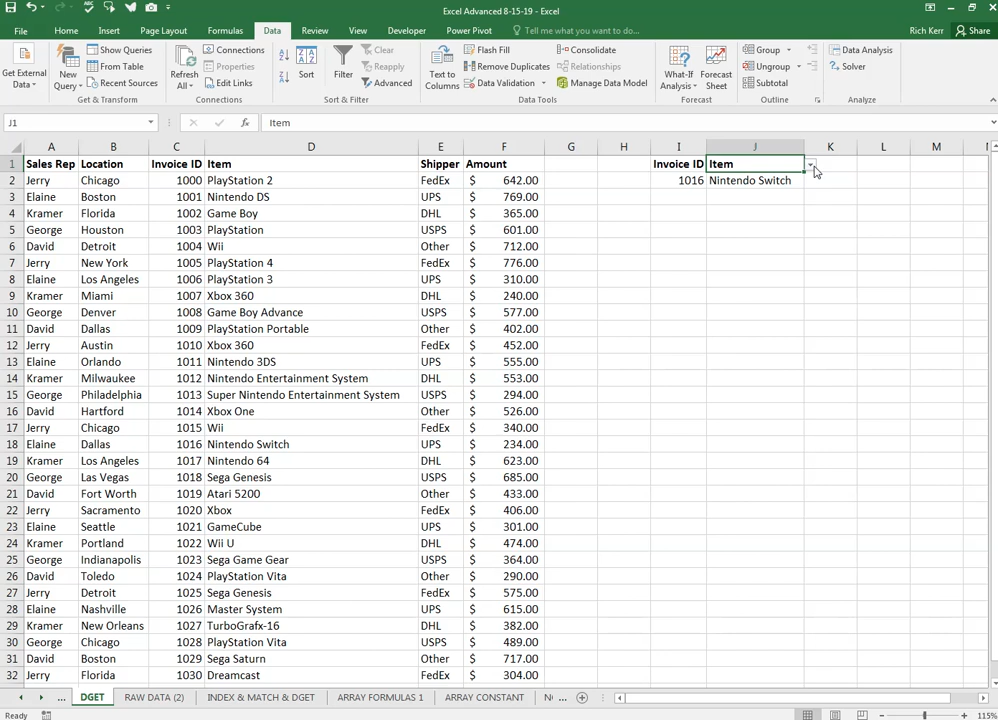 Excel Advanced 8-15-19 - Excel
File Home Insert Page Layout Formulas Data Review View Developer Power Pivot Tell me what you want to do... Rich Kerr Share
Get External Data
Show Queries
From Table
Recent Sources
New Query
Get & Transform
Refresh All
Connections
Properties
Edit Links
Connections
Sort
Filter
Clear
Reapply
Advanced
Sort & Filter
Text to Columns
Flash Fill
Remove Duplicates
Data Validation
Consolidate
Relationships
Manage Data Model
Data Tools
What-If Analysis
Forecast Sheet
Forecast
Group
Ungroup
Subtotal
Outline
Data Analysis
Solver
Analyze
J1 fx Item
A B C D E F G H I J K L M
1 Sales Rep Location Invoice ID Item Shipper Amount Invoice ID Item
2 Jerry Chicago 1000 PlayStation 2 FedEx $ 642.00 1016 Nintendo Switch
3 Elaine Boston 1001 Nintendo DS UPS $ 769.00
4 Kramer Florida 1002 Game Boy DHL $ 365.00
5 George Houston 1003 PlayStation USPS $ 601.00
6 David Detroit 1004 Wii Other $ 712.00
7 Jerry New York 1005 PlayStation 4 FedEx $ 776.00
8 Elaine Los Angeles 1006 PlayStation 3 UPS $ 310.00
9 Kramer Miami 1007 Xbox 360 DHL $ 240.00
10 George Denver 1008 Game Boy Advance USPS $ 577.00
11 David Dallas 1009 PlayStation Portable Other $ 402.00
12 Jerry Austin 1010 Xbox 360 FedEx $ 452.00
13 Elaine Orlando 1011 Nintendo 3DS UPS $ 555.00
14 Kramer Milwaukee 1012 Nintendo Entertainment System DHL $ 553.00
15 George Philadelphia 1013 Super Nintendo Entertainment System USPS $ 294.00
16 David Hartford 1014 Xbox One Other $ 526.00
17 Jerry Chicago 1015 Wii FedEx $ 340.00
18 Elaine Dallas 1016 Nintendo Switch UPS $ 234.00
19 Kramer Los Angeles 1017 Nintendo 64 DHL $ 623.00
20 George Las Vegas 1018 Sega Genesis USPS $ 685.00
21 David Fort Worth 1019 Atari 5200 Other $ 433.00
22 Jerry Sacramento 1020 Xbox FedEx $ 406.00
23 Elaine Seattle 1021 GameCube UPS $ 301.00
24 Kramer Portland 1022 Wii U DHL $ 474.00
25 George Indianapolis 1023 Sega Game Gear USPS $ 364.00
26 David Toledo 1024 PlayStation Vita Other $ 290.00
27 Jerry Detroit 1025 Sega Genesis FedEx $ 575.00
28 Elaine Nashville 1026 Master System UPS $ 615.00
29 Kramer New Orleans 1027 TurboGrafx-16 DHL $ 382.00
30 George Chicago 1028 PlayStation Vita USPS $ 489.00
31 David Boston 1029 Sega Saturn Other $ 717.00
32 Jerry Florida 1030 Dreamcast FedEx $ 304.00
... DGET RAW DATA (2) INDEX & MATCH & DGET ARRAY FORMULAS 1 ARRAY CONSTANT ...
Ready 115%